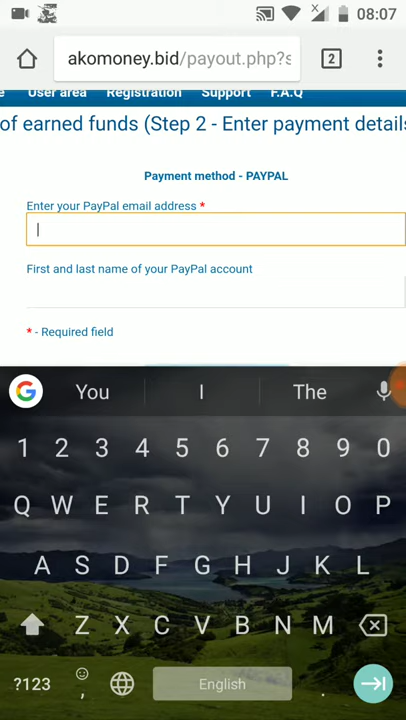 08:07
akomoney.bid/payout.php?s
2
e User area Registration Support F.A.Q
of earned funds (Step 2 - Enter payment details
Payment method - PAYPAL
Enter your PayPal email address *
First and last name of your PayPal account
* - Required field
G
You I The
1 2 3 4 5 6 7 8 9 0
Q W E R T Y U I O P
A S D F G H J K L
Z X C V B N M
?123 , English .